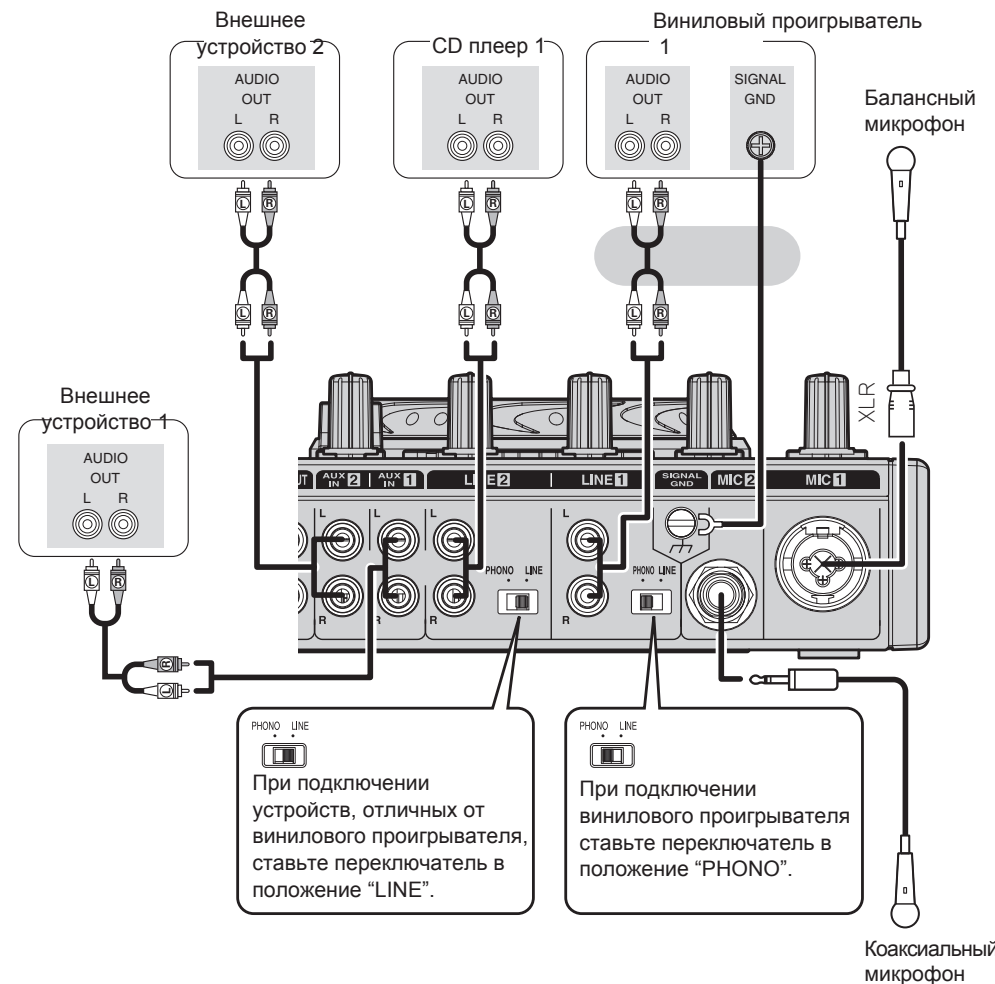 Внешнее
устройство 2
AUDIO
OUT
L R
L R
L R
CD плеер 1
AUDIO
OUT
L R
L R
L R
Виниловый проигрыватель
1
AUDIO
OUT
L R
SIGNAL
GND
L R
L R
Балансный
микрофон
XLR
Внешнее
устройство 1
AUDIO
OUT
L R
L R
R
L
UT
AUX IN 2
AUX IN 1
LINE 2
LINE 1
SIGNAL GND
MIC 2
MIC 1
L
L
L
L
PHONO LINE
PHONO LINE
R
R
R
R
PHONO LINE
При подключении
устройств, отличных от
винилового проигрывателя,
ставьте переключатель в
положение “LINE”.
PHONO LINE
При подключении
винилового проигрывателя
ставьте переключатель в
положение “PHONO”.
Коаксиальный
микрофон